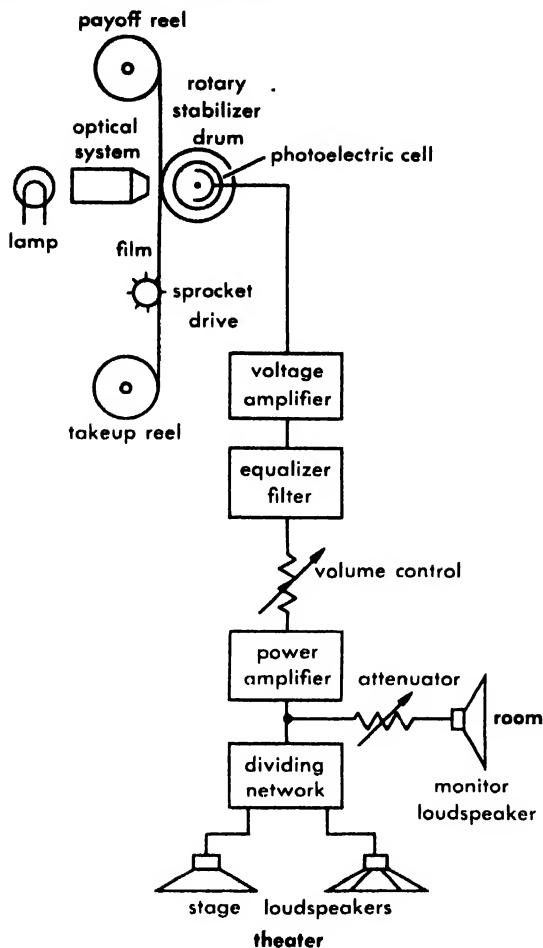 payoff reel
rotary
stabilizer
drum
optical
system
photoelectric cell
lamp
film
sprocket
drive
takeup reel
voltage
amplifier
equalizer
filter
volume control
power
amplifier
attenuator
room
monitor
loudspeaker
dividing
network
stage loudspeakers
theater